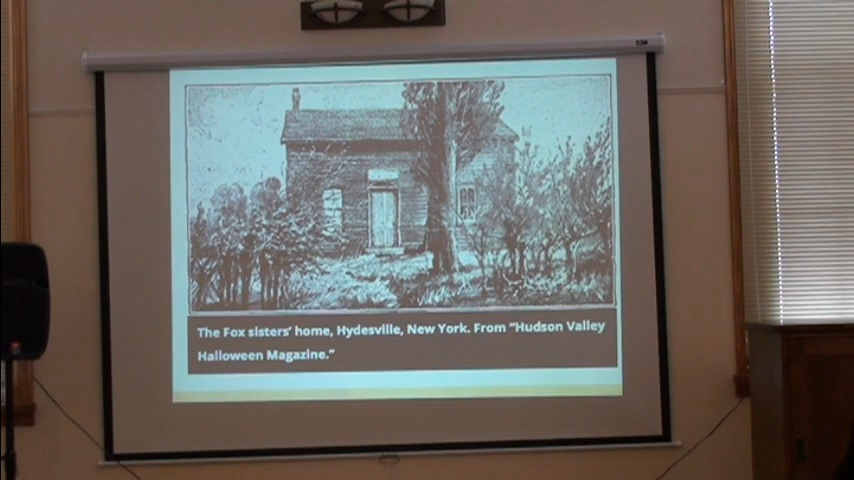 The Fox sisters’ home, Hydesville, New York. From “Hudson Valley
Halloween Magazine.”